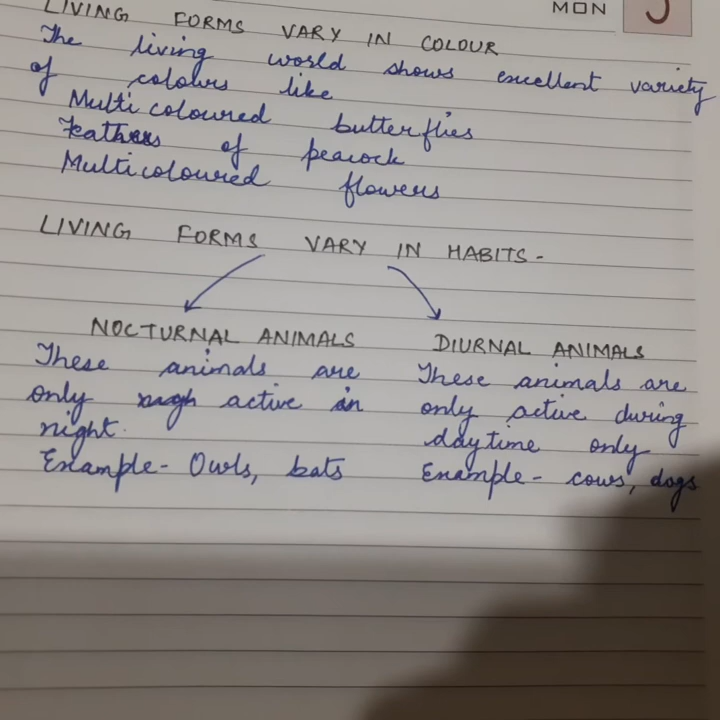 MON 5
LIVING FORMS VARY IN COLOUR
The living world shows excellent variety
of colours like
Multi coloured butterflies
Feathers of peacock
Multicoloured flowers
LIVING FORMS VARY IN HABITS -
NOCTURNAL ANIMALS
These animals are
only active in
night.
Example- Owls, bats
DIURNAL ANIMALS
These animals are
only active during
daytime only
Example - cows, dogs